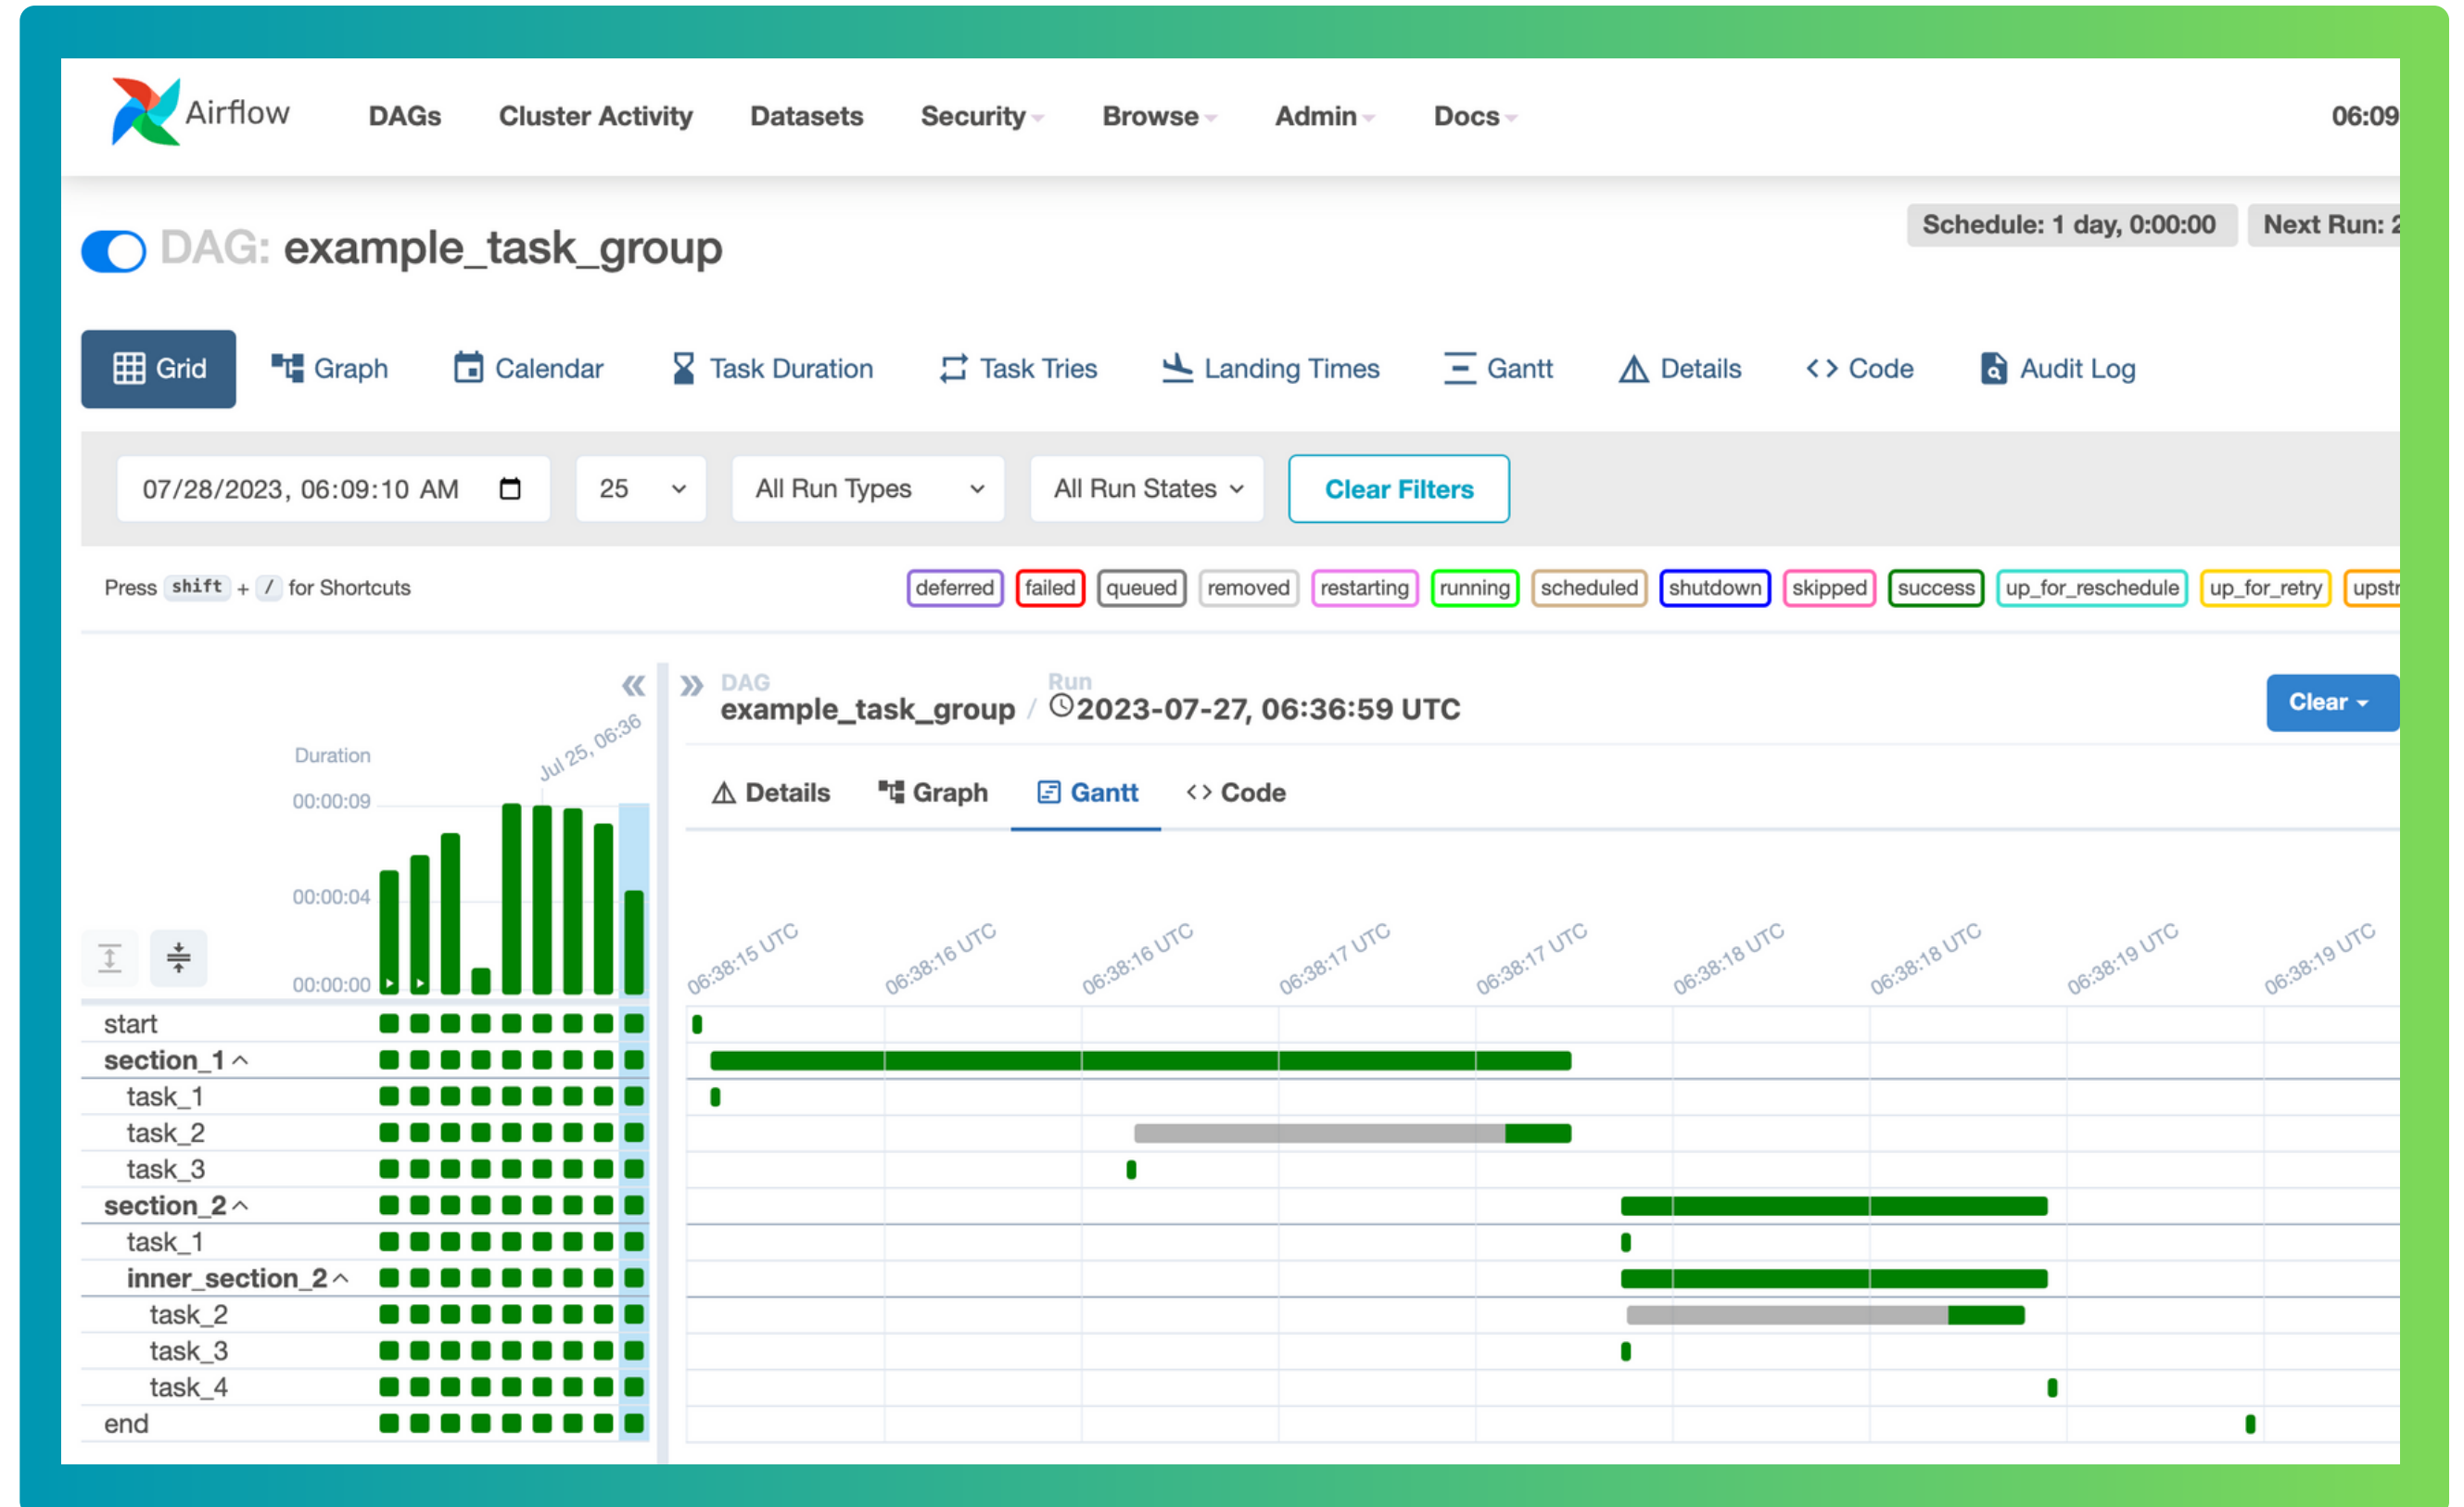 Airflow DAGs Cluster Activity Datasets Security Browse Admin Docs 06:09
DAG: example_task_group
Schedule: 1 day, 0:00:00 Next Run: 2
Grid Graph Calendar Task Duration Task Tries Landing Times Gantt Details <> Code Audit Log
07/28/2023, 06:09:10 AM 25 All Run Types All Run States Clear Filters
Press shift + / for Shortcuts
deferred failed queued removed restarting running scheduled shutdown skipped success up_for_reschedule up_for_retry upstr
DAG Run
example_task_group / 2023-07-27, 06:36:59 UTC
Clear
Details Graph Gantt <> Code
Jul 25, 06:36
Duration
00:00:09
00:00:04
00:00:00
06:38:15 UTC 06:38:16 UTC 06:38:16 UTC 06:38:17 UTC 06:38:17 UTC 06:38:18 UTC 06:38:18 UTC 06:38:19 UTC 06:38:19 UTC
start
section_1
task_1
task_2
task_3
section_2
task_1
inner_section_2
task_2
task_3
task_4
end